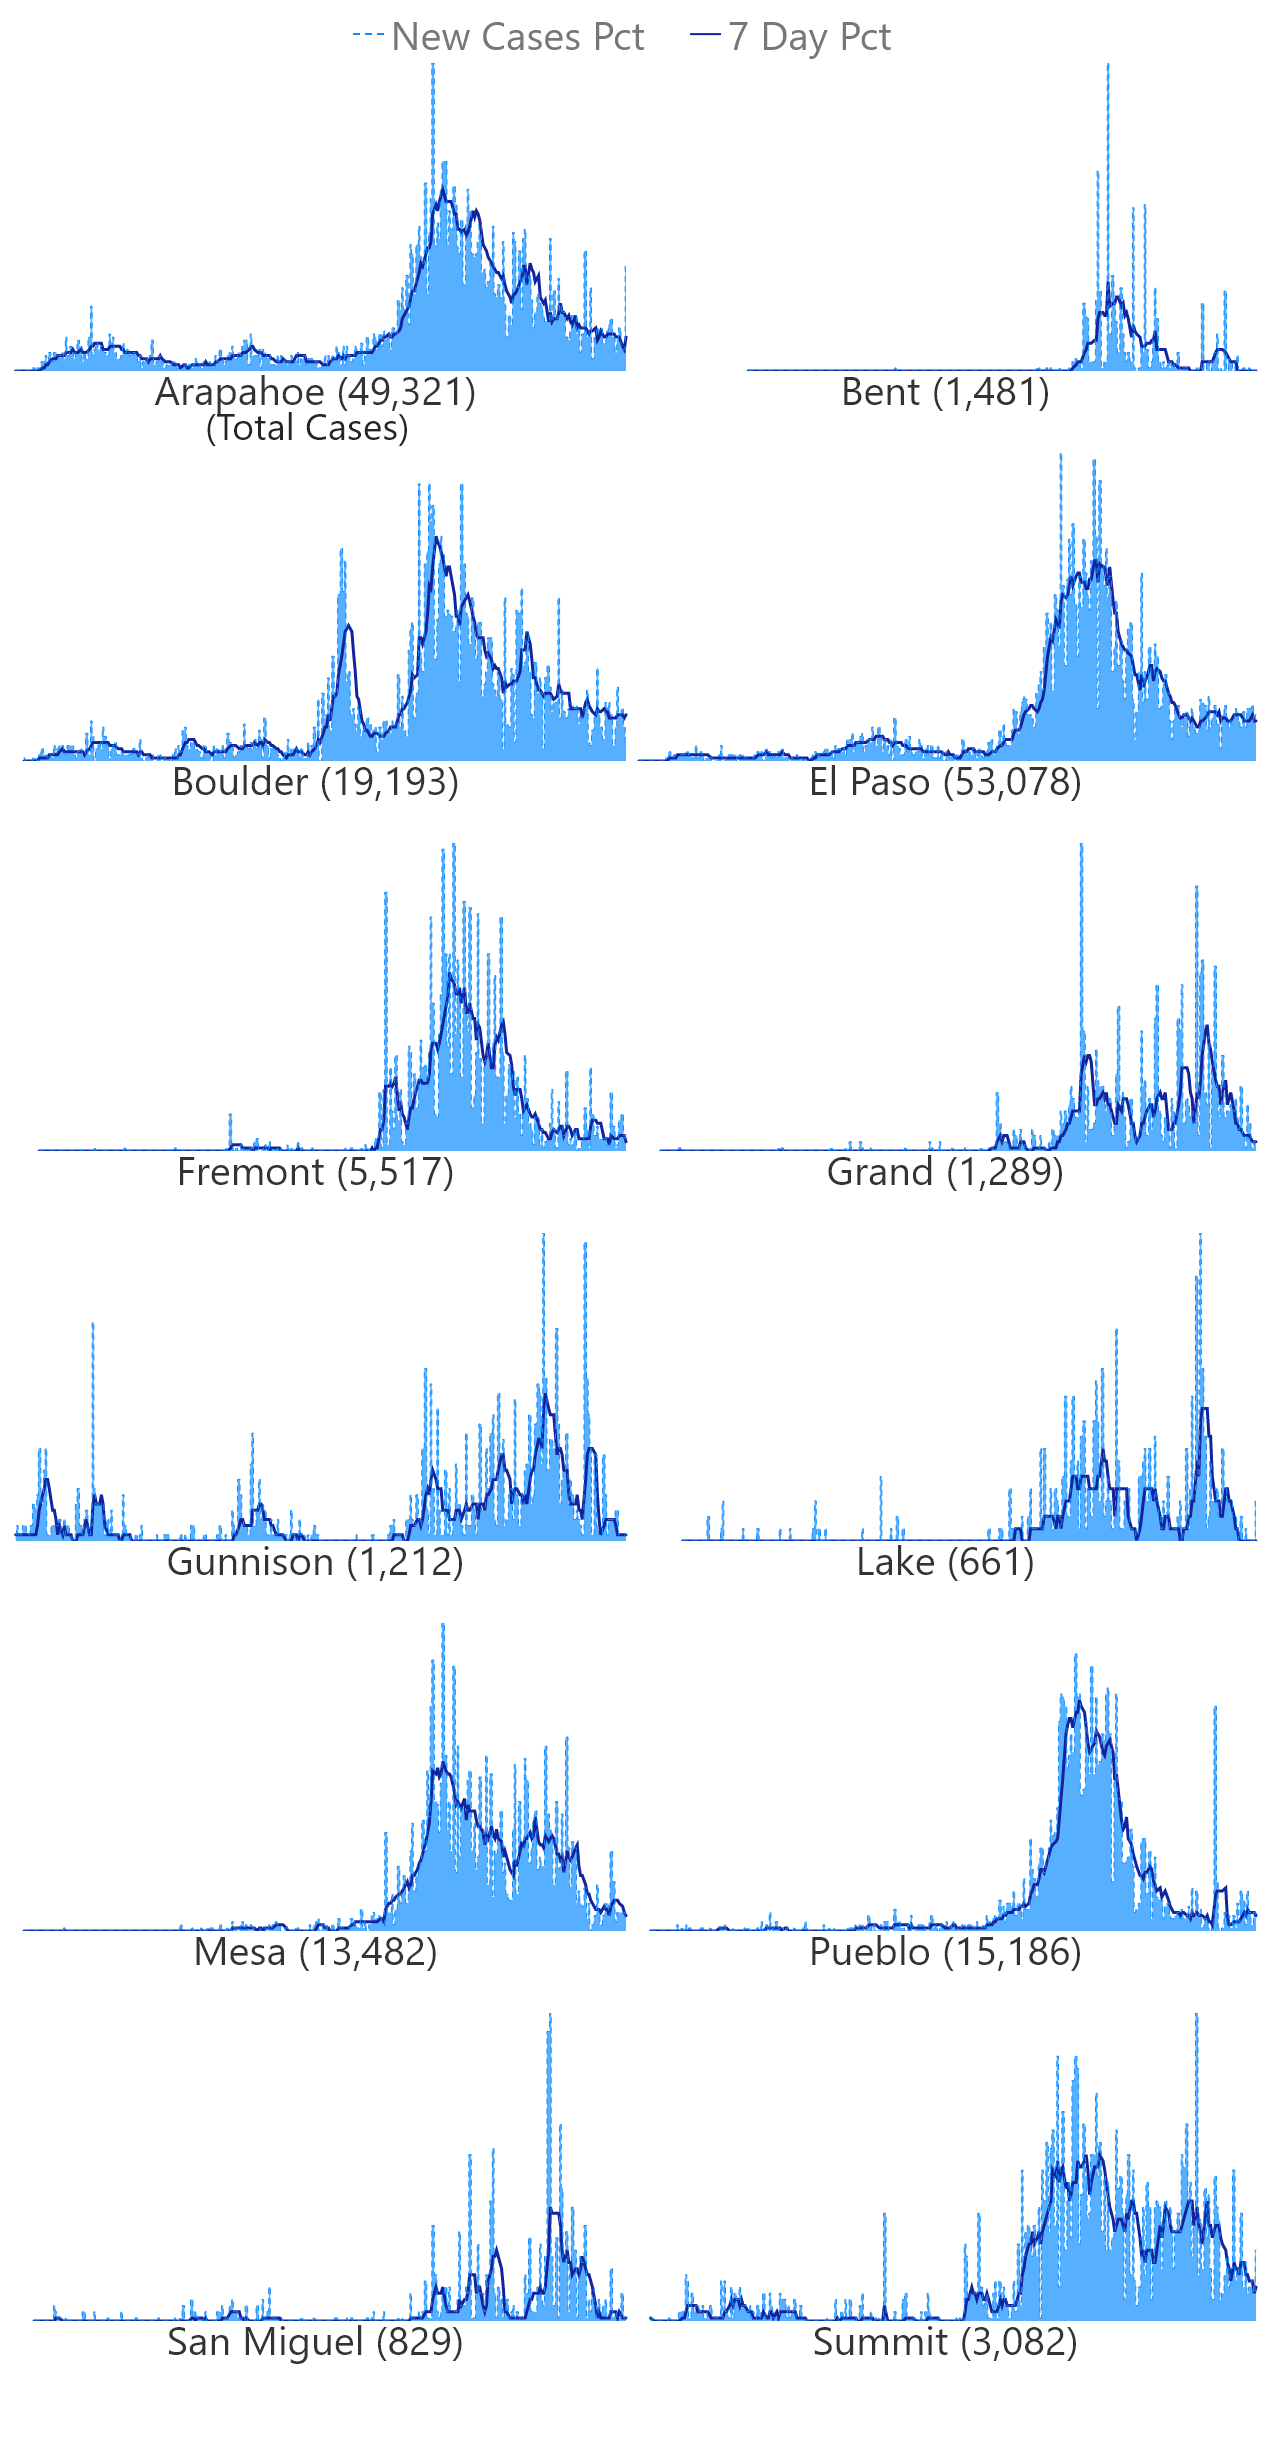 New Cases Pct 7 Day Pct
Arapahoe (49,321) Bent (1,481)
(Total Cases)
Boulder (19,193) El Paso (53,078)
Fremont (5,517) Grand (1,289)
Gunnison (1,212) Lake (661)
Mesa (13,482) Pueblo (15,186)
San Miguel (829) Summit (3,082)